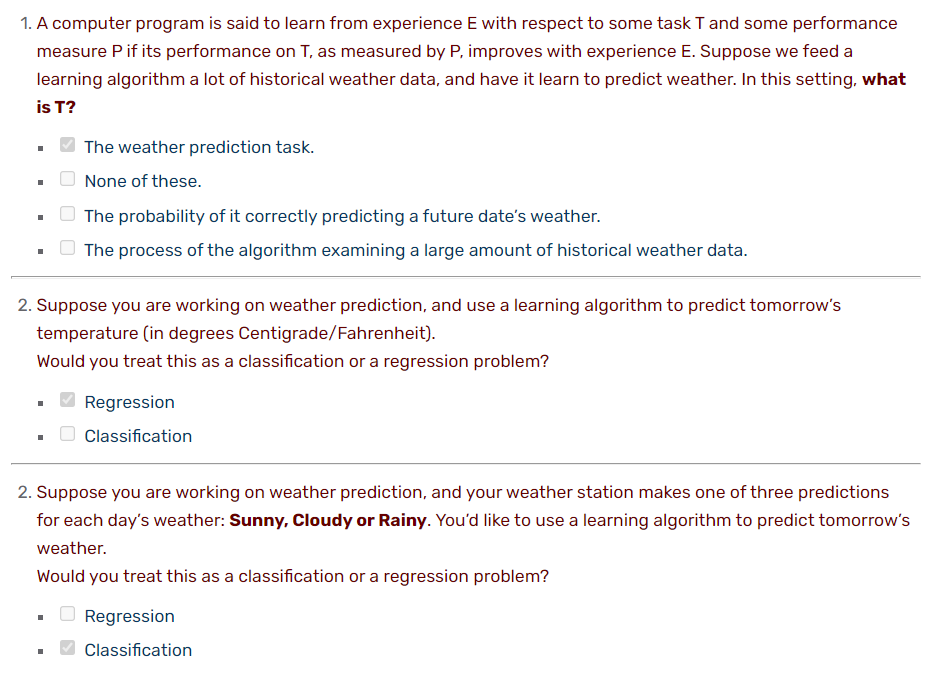 1. A computer program is said to learn from experience E with respect to some task T and some performance
measure P if its performance on T, as measured by P, improves with experience E. Suppose we feed a
learning algorithm a lot of historical weather data, and have it learn to predict weather. In this setting, what
is T?
The weather prediction task.
None of these.
The probability of it correctly predicting a future date’s weather.
The process of the algorithm examining a large amount of historical weather data.
2. Suppose you are working on weather prediction, and use a learning algorithm to predict tomorrow’s
temperature (in degrees Centigrade/Fahrenheit).
Would you treat this as a classification or a regression problem?
Regression
Classification
2. Suppose you are working on weather prediction, and your weather station makes one of three predictions
for each day’s weather: Sunny, Cloudy or Rainy. You’d like to use a learning algorithm to predict tomorrow’s
weather.
Would you treat this as a classification or a regression problem?
Regression
Classification